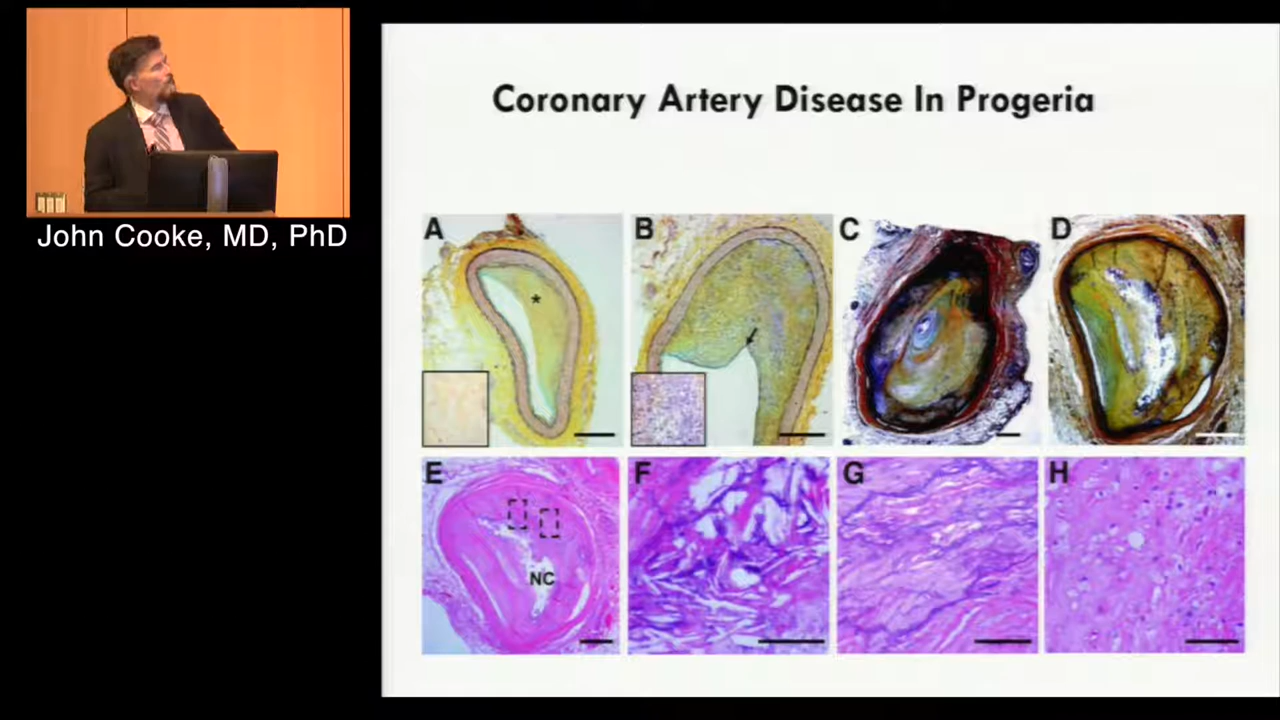 Coronary Artery Disease In Progeria
John Cooke, MD, PhD
A
B
C
D
*
E
F
G
H
NC